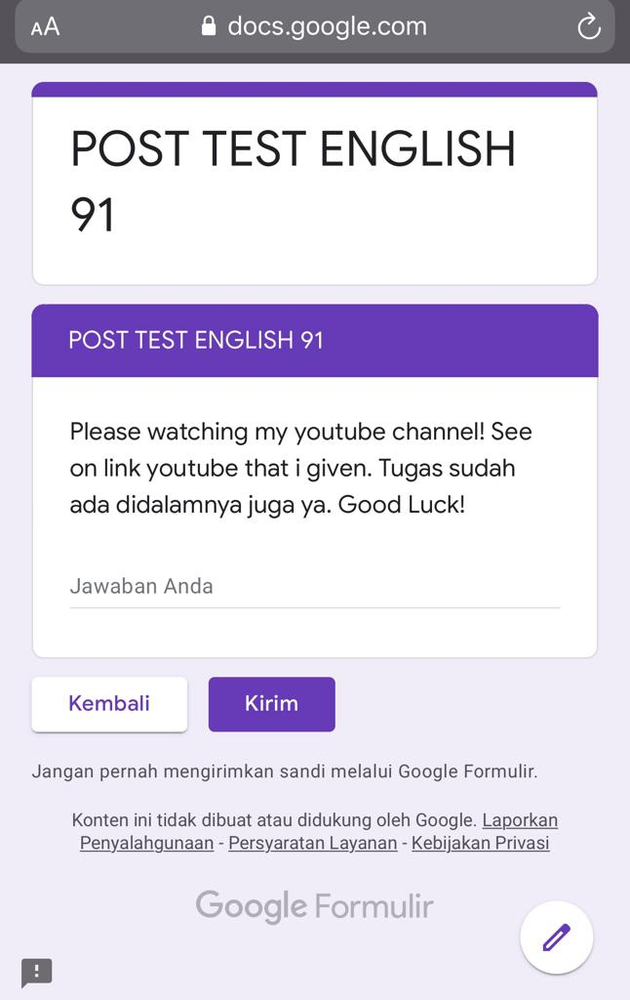 AA docs.google.com
POST TEST ENGLISH
91
POST TEST ENGLISH 91
Please watching my youtube channel! See
on link youtube that i given. Tugas sudah
ada didalamnya juga ya. Good Luck!
Jawaban Anda
Kembali Kirim
Jangan pernah mengirimkan sandi melalui Google Formulir.
Konten ini tidak dibuat atau didukung oleh Google. Laporkan
Penyalahgunaan - Persyaratan Layanan - Kebijakan Privasi
Google Formulir